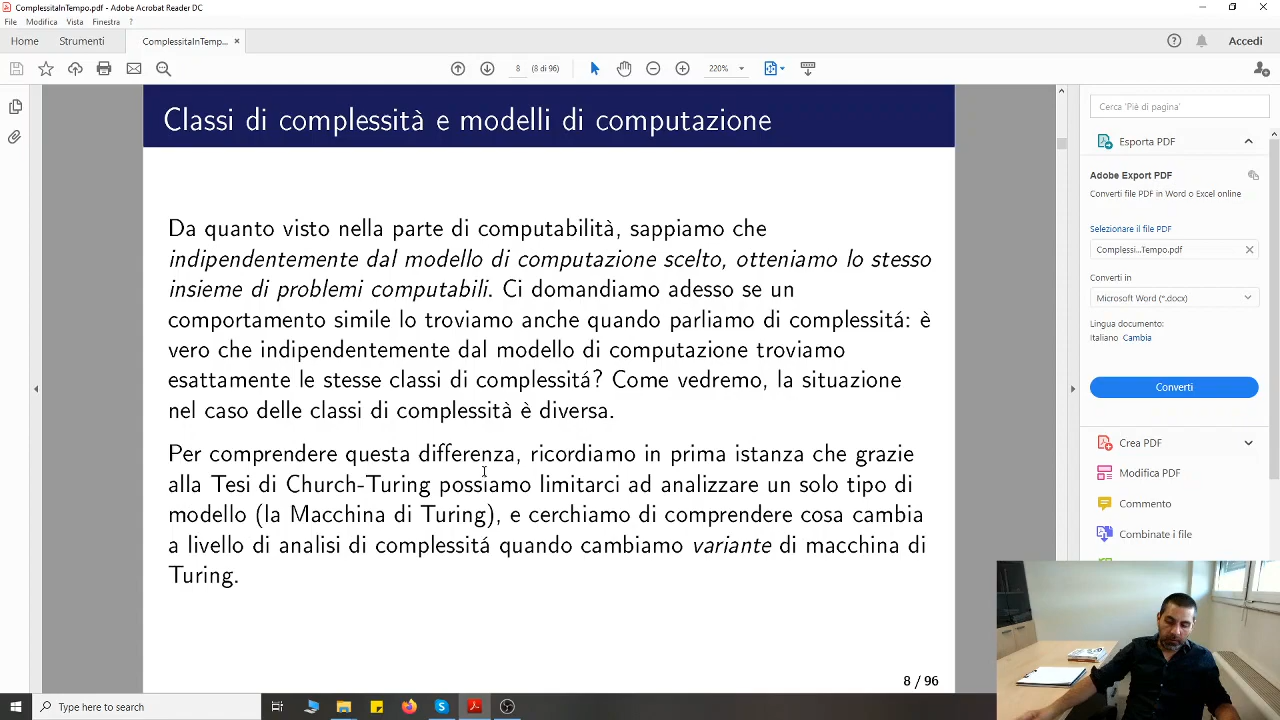 ComplessitaInTempo.pdf - Adobe Acrobat Reader DC
File Modifica Vista Finestra ?
Home Strumenti ComplessitaInTemp... × Accedi
8 (8 di 96) 220%
Classi di complessità e modelli di computazione
Da quanto visto nella parte di computabilità, sappiamo che
indipendentemente dal modello di computazione scelto, otteniamo lo stesso
insieme di problemi computabili. Ci domandiamo adesso se un
comportamento simile lo troviamo anche quando parliamo di complessitá: è
vero che indipendentemente dal modello di computazione troviamo
esattamente le stesse classi di complessitá? Come vedremo, la situazione
nel caso delle classi di complessità è diversa.
Per comprendere questa differenza, ricordiamo in prima istanza che grazie
alla Tesi di Church-Turing possiamo limitarci ad analizzare un solo tipo di
modello (la Macchina di Turing), e cerchiamo di comprendere cosa cambia
a livello di analisi di complessitá quando cambiamo variante di macchina di
Turing.
8 / 96
Cerca 'Piè di pagina'
Esporta PDF
Adobe Export PDF
Converti file PDF in Word o Excel online.
Selezionare il file PDF
Complessi...Tempo.pdf
Converti in
Microsoft Word (*.docx)
Lingua documento:
Italiano Cambia
Converti
Crea PDF
Modifica PDF
Commento
Combinate i file
Type here to search